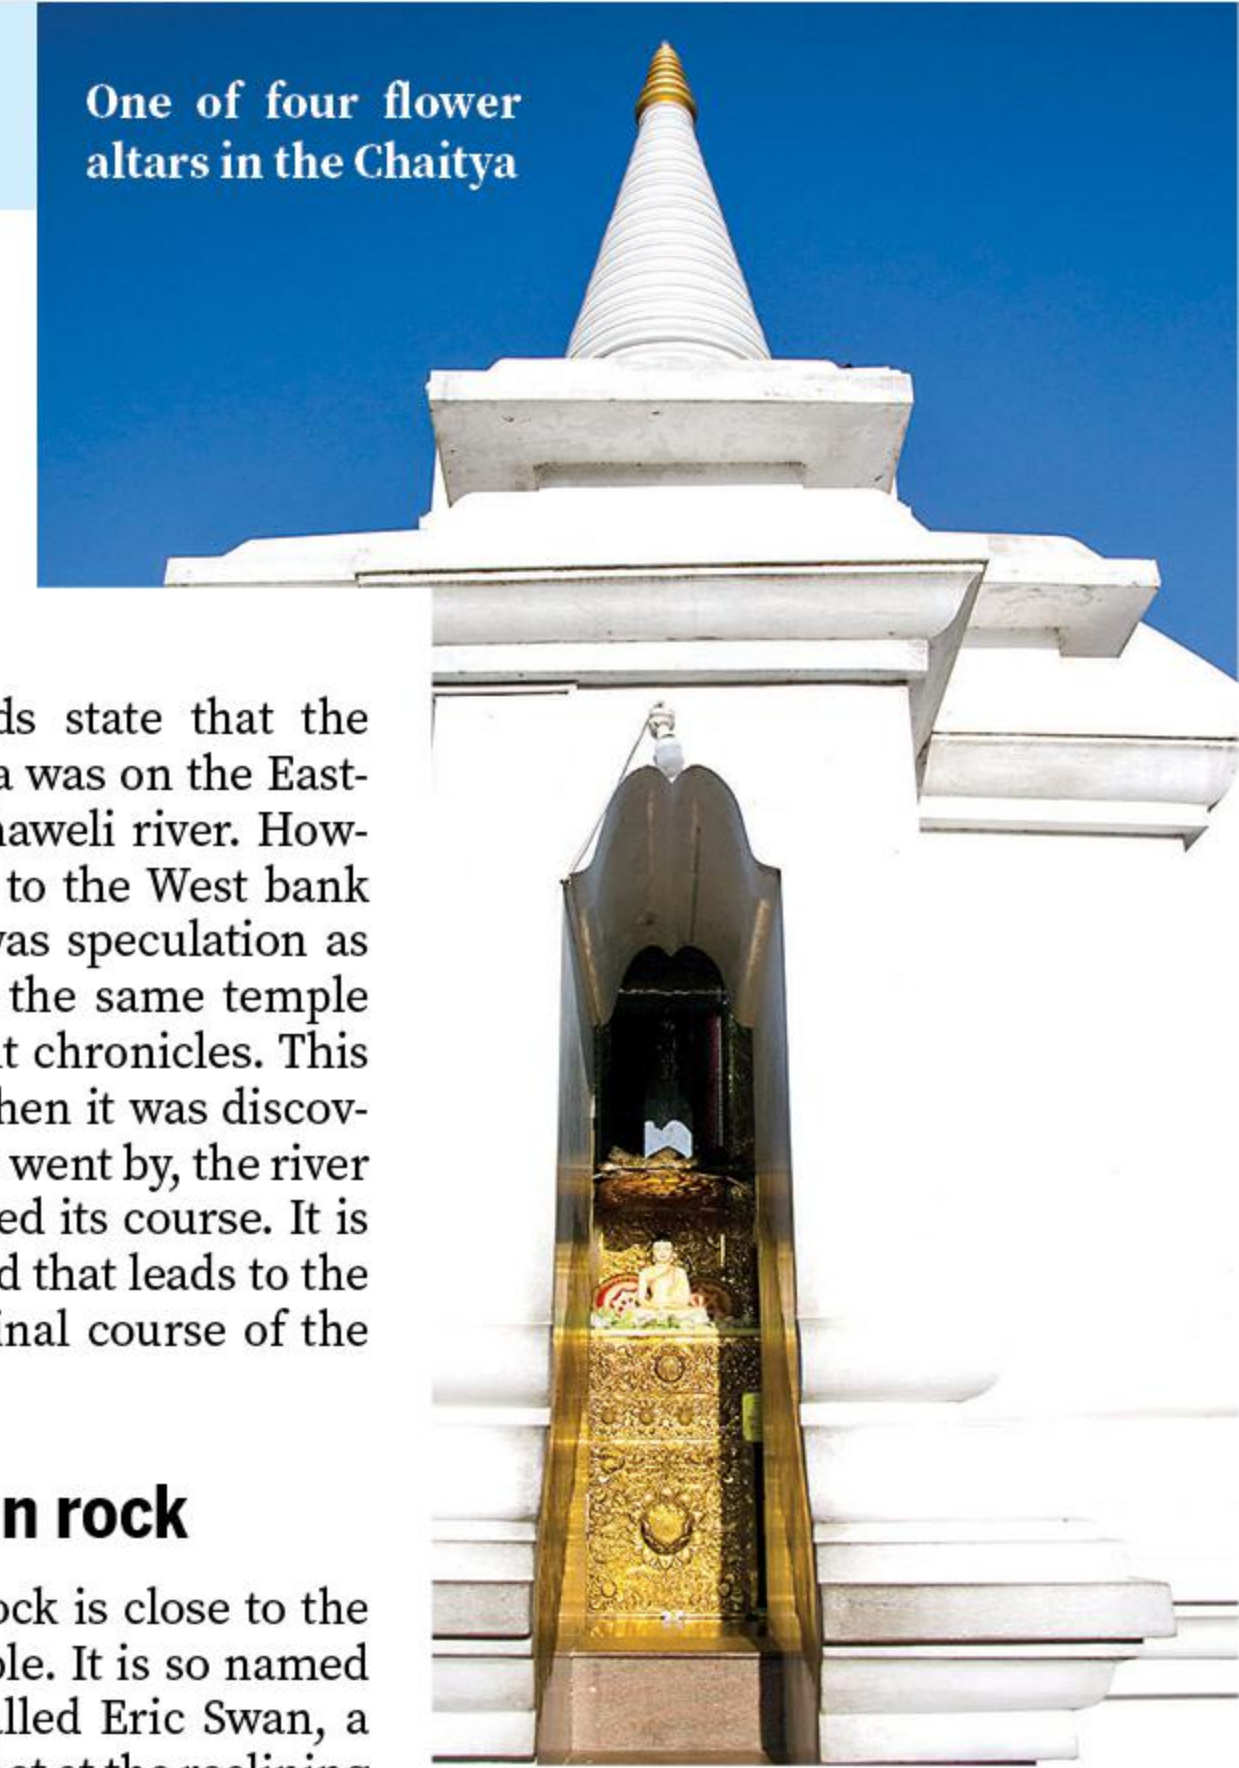 One of four flower
altars in the Chaitya
ds state that the
a was on the East-
naweli river. How-
to the West bank
was speculation as
the same temple
t chronicles. This
hen it was discov-
went by, the river
ed its course. It is
d that leads to the
inal course of the
n rock
ock is close to the
ple. It is so named
lled Eric Swan, a